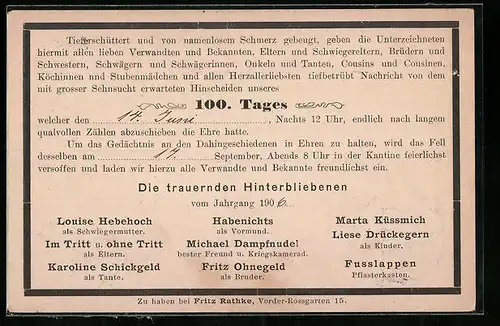 Tieferschüttert und von namenlosem Schmerz gebeugt, geben die Unterzeichneten
hiermit allen lieben Verwandten und Bekannten, Eltern und Schwiegereltern, Brüdern und
Schwestern, Schwägern und Schwägerinnen, Onkeln und Tanten, Cousins und Cousinen,
Köchinnen und Stubenmädchen und allen Herzallerliebsten tiefbetrübt Nachricht von dem
mit grosser Sehnsucht erwarteten Hinscheiden unseres
100. Tages
welcher den 14. Juni, Nachts 12 Uhr, endlich nach langem
qualvollen Zählen abzuschieben die Ehre hatte.
Um das Gedächtnis an den Dahingeschiedenen in Ehren zu halten, wird das Fell
desselben am 17. September, Abends 8 Uhr in der Kantine feierlichst
versoffen und laden wir hierzu alle Verwandte und Bekannte freundlichst ein.
Die trauernden Hinterbliebenen
vom Jahrgang 1906.
Louise Hebehoch Habenichts Marta Küssmich
als Schwiegermutter. als Vormund. Liese Drückegern
Im Tritt u. ohne Tritt Michael Dampfnudel als Kinder.
als Eltern. bester Freund u. Kriegskamerad.
Karoline Schickgeld Fritz Ohnegeld Fusslappen
als Tante. als Bruder. Pflasterkasten.
Zu haben bei Fritz Rathke, Vorder-Rossgarten 15.